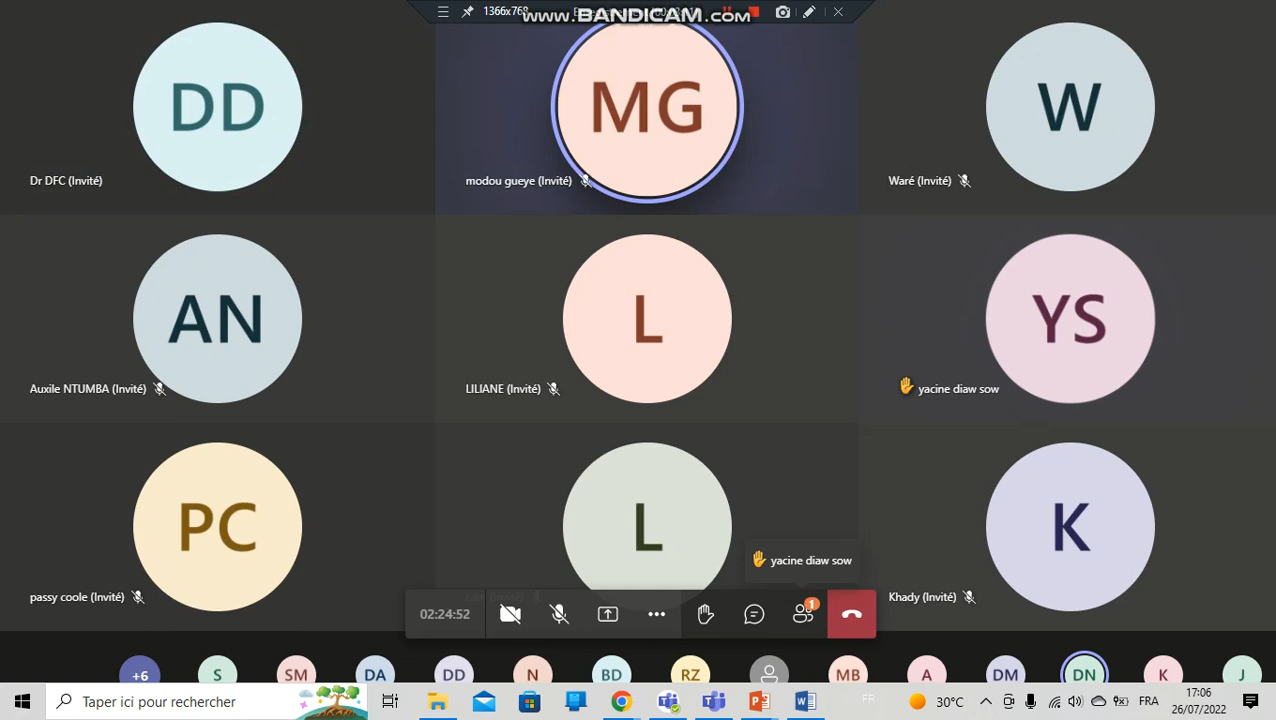 1366x768
www.BANDICAM.com
DD
MG
W
Dr DFC (Invité)
modou gueye (Invité)
Waré (Invité)
AN
L
YS
Auxile NTUMBA (Invité)
LILIANE (Invité)
yacine diaw sow
PC
L
K
yacine diaw sow
passy coole (Invité)
Khady (Invité)
02:24:52
1
+6
S
SM
DA
DD
N
BD
RZ
MB
A
DM
DN
K
J
Taper ici pour rechercher
FR
30°C
FRA
17:06
26/07/2022